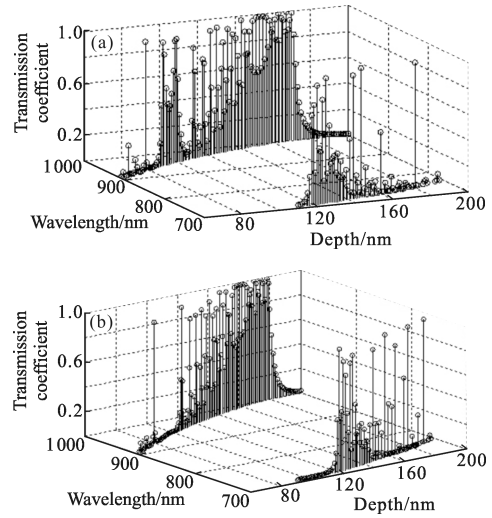 (a)
1.0
0.6
0.2
Transmission
coefficient
1000
900
800
700
Wavelength/nm
80
120
160
200
Depth/nm
(b)
1.0
0.6
0.2
Transmission
coefficient
1000
900
800
700
Wavelength/nm
80
120
160
200
Depth/nm